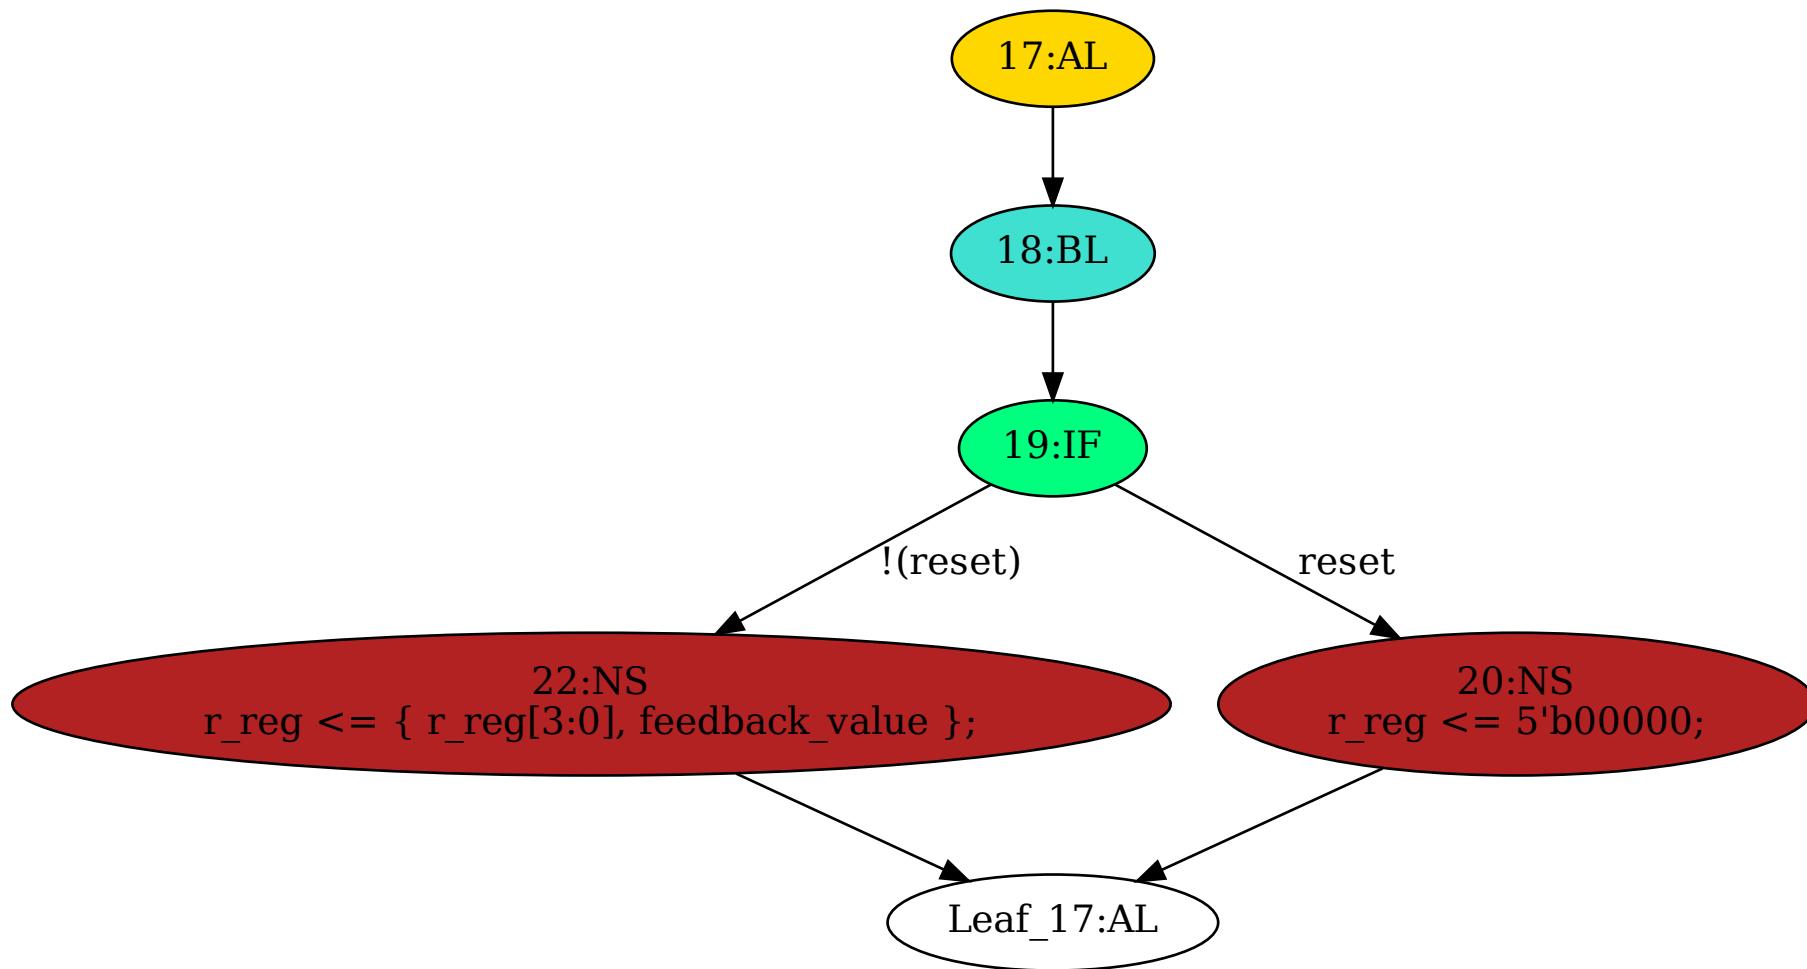 17:AL
18:BL
19:IF
!(reset)
reset
22:NS
r_reg <= { r_reg[3:0], feedback_value };
20:NS
r_reg <= 5'b00000;
Leaf_17:AL